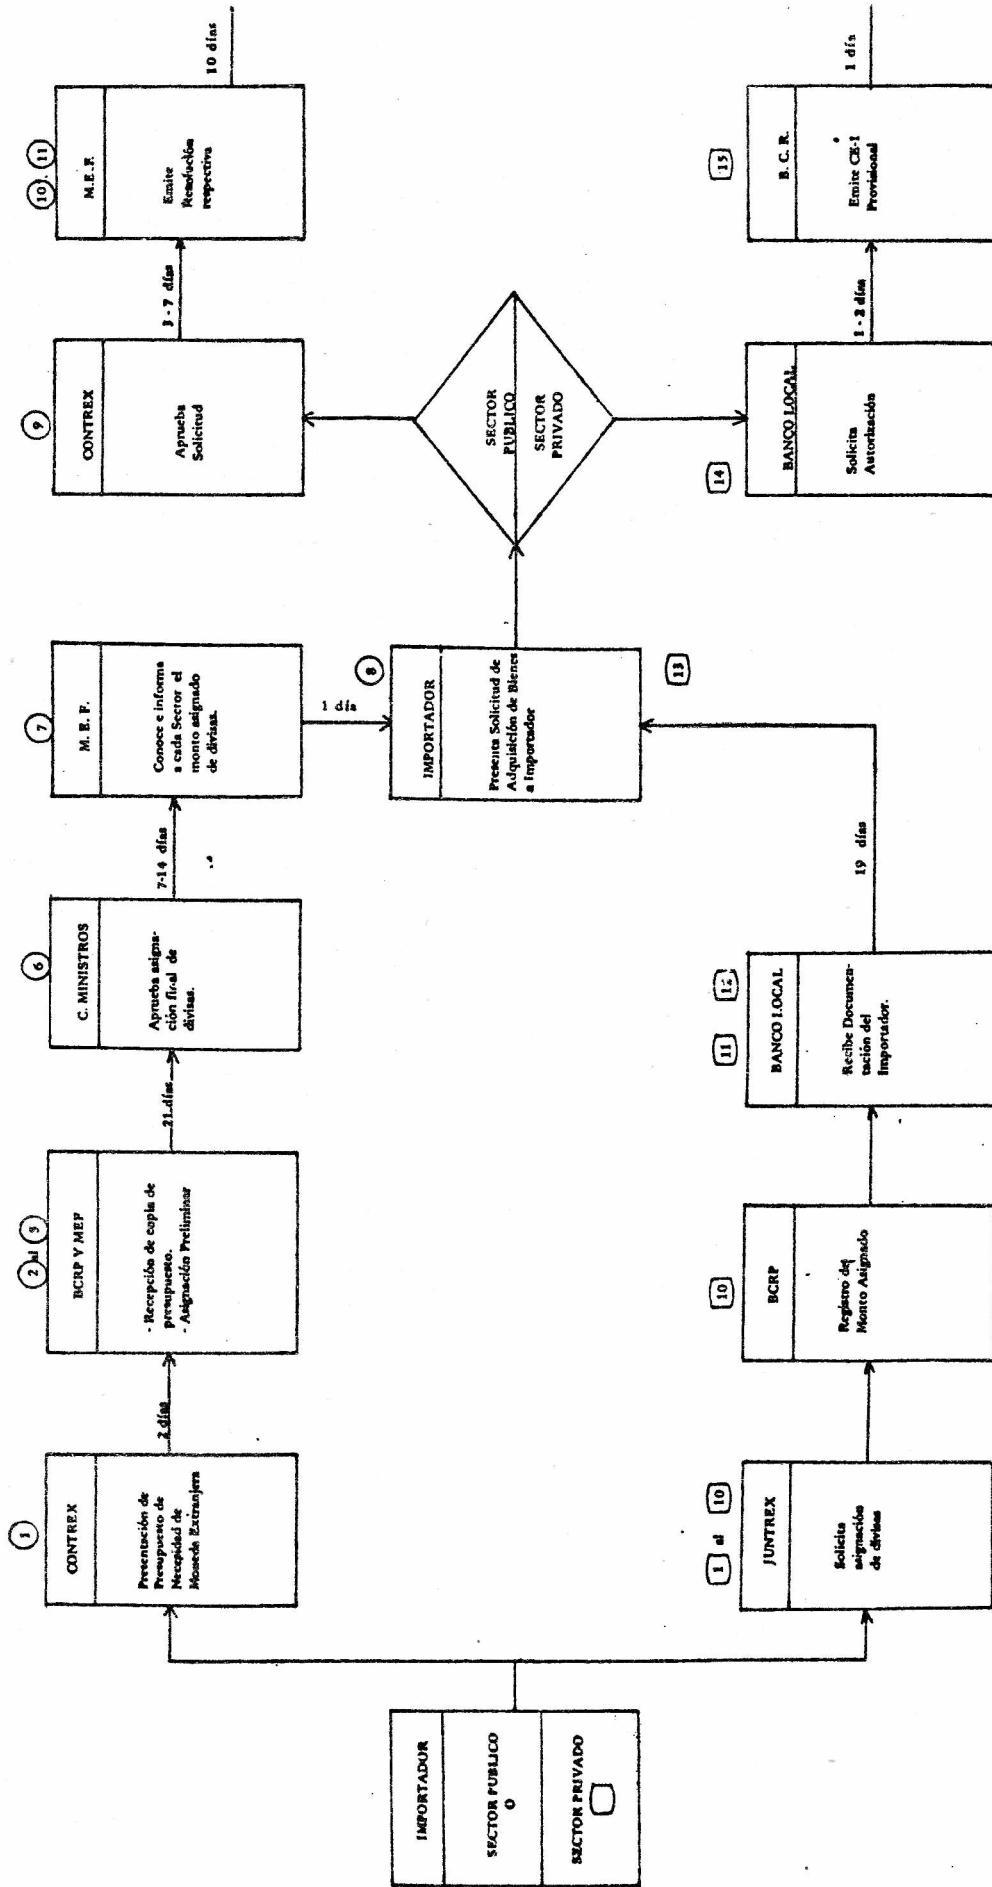 IMPORTADOR
SECTOR PUBLICO
O
SECTOR PRIVADO
1
CONTREX
Presentación de
Presupuesto de
Necesidad de
Moneda Extranjera
2 días
2 al 5
BCRP Y MEF
- Recepción de copia de
presupuesto.
- Asignación Preliminar
21 días
6
C. MINISTROS
Aprueba asigna-
ción final de
divisas.
7-14 días
7
M. E. F.
Conoce e informa
a cada Sector el
monto asignado
de divisas.
1 día
1 al 10
JUNTREX
Solicita
asignación
de divisas
10
BCRP
Registro del
Monto Asignado
11 12
BANCO LOCAL
Recibe Documen-
tación del
Importador.
19 días
8
IMPORTADOR
Presenta Solicitud de
Adquisición de Bienes
a Importador
13
SECTOR
PUBLICO
SECTOR
PRIVADO
9
CONTREX
Aprueba
Solicitud
3 - 7 días
10 . 11
M.E.F.
Emite
Resolución
respectiva
10 días
14
BANCO LOCAL
Solicita
Autorización
1 - 2 días
15
B. C. R.
Emite CE-1
Provisional
1 día